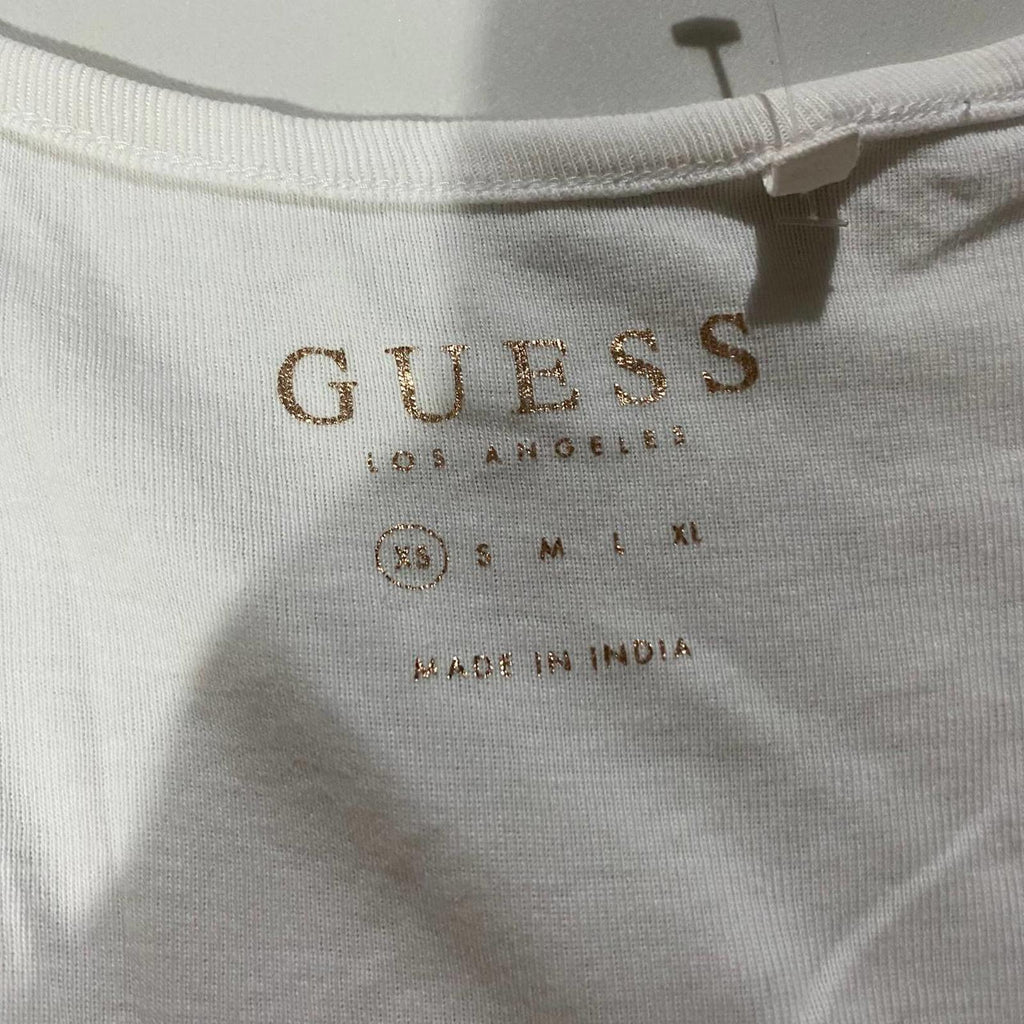 GUESS
LOS ANGELES
XS S M L XL
MADE IN INDIA